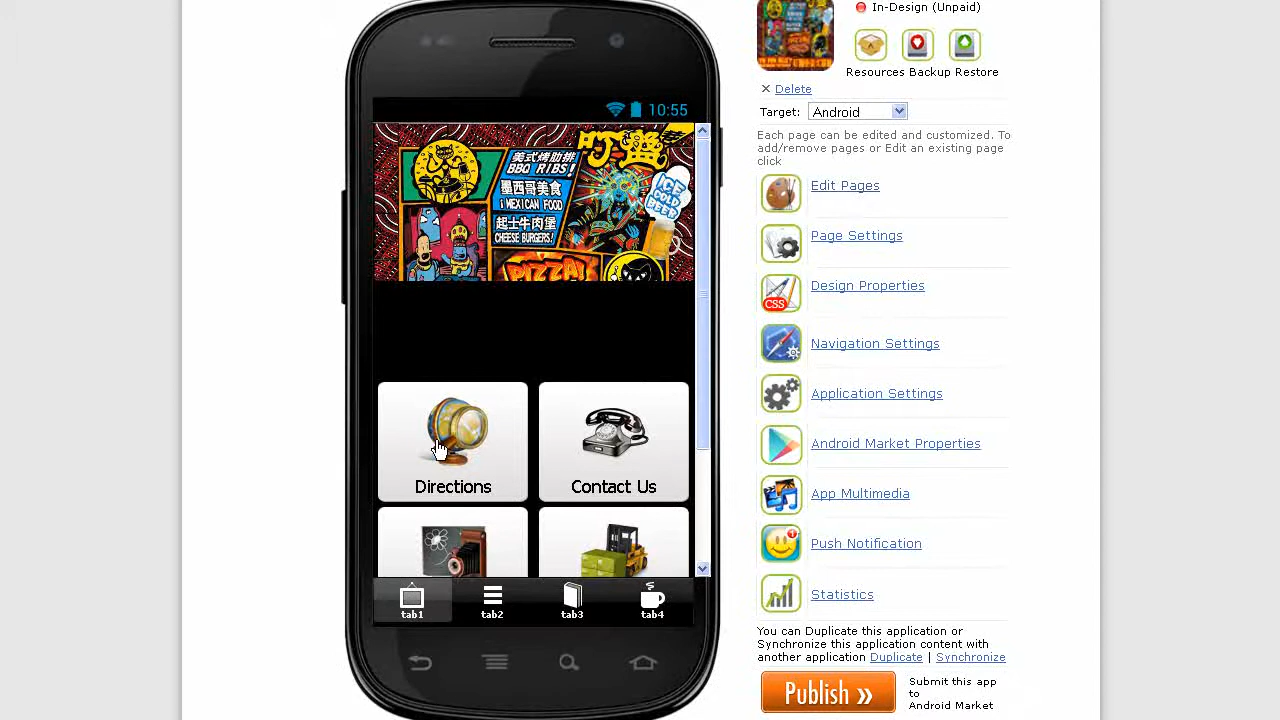 In-Design (Unpaid)
Resources Backup Restore
Delete
Target: Android
Each page can be edited and customized. To
add/remove pages or Edit an existing page
click
Edit Pages
Page Settings
CSS
Design Properties
Navigation Settings
Application Settings
Android Market Properties
App Multimedia
1
Push Notification
Statistics
You can Duplicate this application or
Synchronize the application content with
another application
Duplicate Synchronize
Publish »
Submit this app
to
10:55
叮蟹
美式烤肋排
BBQ RIBS!
墨西哥美食
¡ MEXICAN FOOD
起士牛肉堡
CHEESE BURGERS!
ICE
COLD
BEER
PIZZA!
Directions
Contact Us
tab1
tab2
tab3
tab4